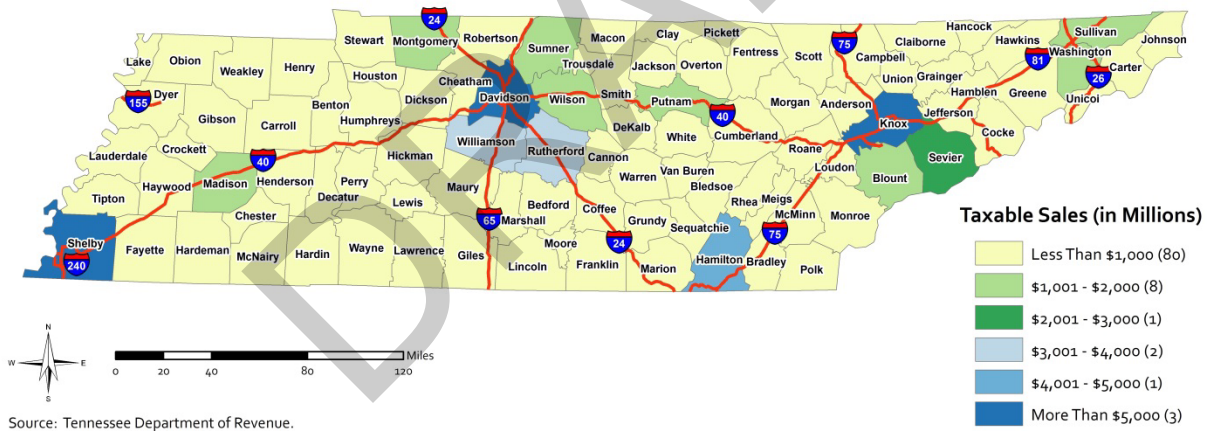 24
75
81
26
155
40
40
65
24
75
240
Stewart
Montgomery
Robertson
Sumner
Macon
Clay
Pickett
Fentress
Scott
Campbell
Claiborne
Hancock
Hawkins
Sullivan
Johnson
Washington
Carter
Unicoi
Greene
Hamblen
Grainger
Union
Lake
Obion
Weakley
Henry
Houston
Cheatham
Davidson
Trousdale
Jackson
Overton
Dyer
Gibson
Carroll
Benton
Humphreys
Dickson
Wilson
Smith
Putnam
Morgan
Anderson
Knox
Jefferson
Cocke
Sevier
Blount
Loudon
Roane
Cumberland
White
DeKalb
Lauderdale
Crockett
Madison
Haywood
Tipton
Henderson
Chester
Decatur
Perry
Hickman
Lewis
Maury
Williamson
Rutherford
Cannon
Warren
Van Buren
Bledsoe
Rhea
Meigs
McMinn
Monroe
Bedford
Coffee
Marshall
Moore
Grundy
Sequatchie
Hamilton
Bradley
Polk
Marion
Franklin
Lincoln
Giles
Lawrence
Wayne
Hardin
McNairy
Hardeman
Fayette
Shelby
DRAFT
Taxable Sales (in Millions)
Less Than $1,000 (80)
$1,001 - $2,000 (8)
$2,001 - $3,000 (1)
$3,001 - $4,000 (2)
$4,001 - $5,000 (1)
More Than $5,000 (3)
N
W E
S
Miles
0 20 40 80 120
Source: Tennessee Department of Revenue.